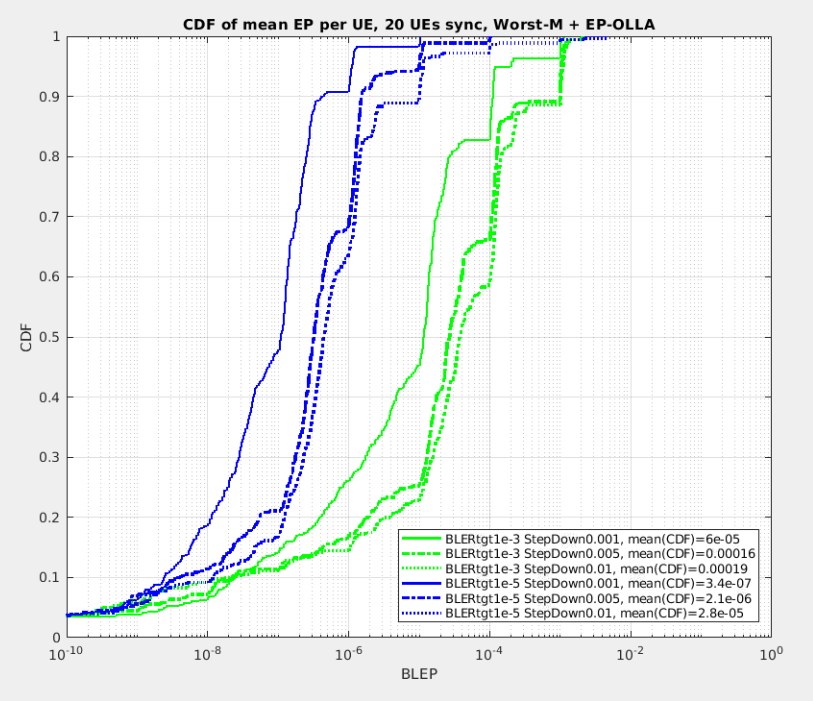 CDF of mean EP per UE, 20 UEs sync, Worst-M + EP-OLLA
1
0.9
0.8
0.7
0.6
0.5
0.4
0.3
0.2
0.1
0
CDF
BLERtgt1e-3 StepDown0.001, mean(CDF)=6e-05
BLERtgt1e-3 StepDown0.005, mean(CDF)=0.00016
BLERtgt1e-3 StepDown0.01, mean(CDF)=0.00019
BLERtgt1e-5 StepDown0.001, mean(CDF)=3.4e-07
BLERtgt1e-5 StepDown0.005, mean(CDF)=2.1e-06
BLERtgt1e-5 StepDown0.01, mean(CDF)=2.8e-05
10^-10 10^-8 10^-6 10^-4 10^-2 10^0
BLEP